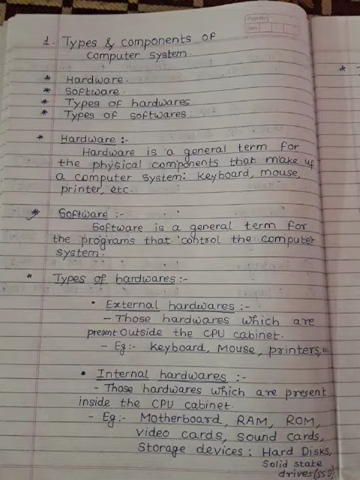 1. Types & components of
computer system
* Hardware
* Software
* Types of hardwares
* Types of softwares
* Hardware :-
Hardware is a general term for
the physical components that make up
a computer system: keyboard, mouse,
printer, etc.
* Software :-
Software is a general term for
the programs that control the computer
system.
* Types of hardwares :-
• External hardwares :-
- Those hardwares which are
present outside the CPU cabinet.
- Eg:- Keyboard, Mouse, printers,
• Internal hardwares :-
- Those hardwares which are present
inside the CPU cabinet.
- Eg:- Motherboard, RAM, ROM,
video cards, sound cards,
Storage devices: Hard Disks,
Solid state
drives(SSD)